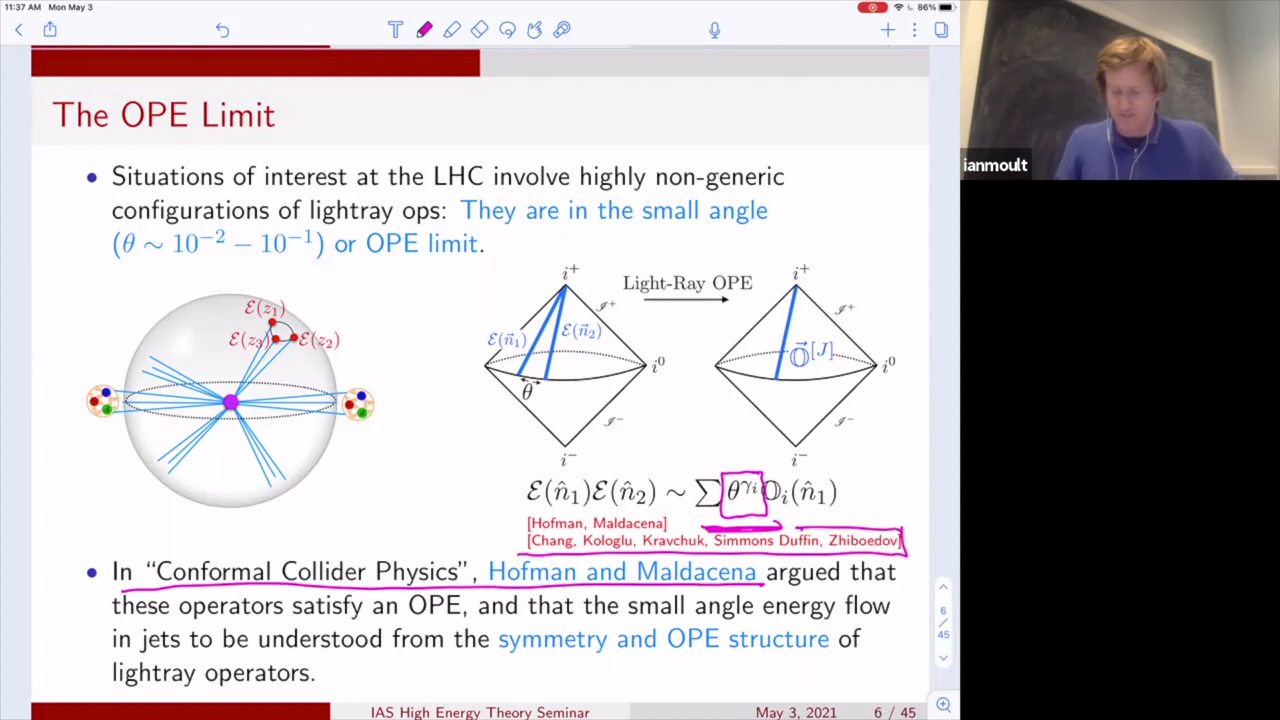 11:37 AM Mon May 3
86%
The OPE Limit
ianmoult
• Situations of interest at the LHC involve highly non-generic
configurations of lightray ops: They are in the small angle
(θ ∼ 10⁻² − 10⁻¹) or OPE limit.
i⁺ Light-Ray OPE i⁺
ℐ⁺ ℐ⁺
ℰ(z₁)
ℰ(z₃) ℰ(z₂)
ℰ(n⃗₁) ℰ(n⃗₂)
𝕆⃗^[J]
i⁰ i⁰
θ
ℐ⁻ ℐ⁻
i⁻ i⁻
ℰ(n̂₁)ℰ(n̂₂) ∼ ∑ θ^γᵢ 𝕆ᵢ(n̂₁)
[Hofman, Maldacena]
[Chang, Kologlu, Kravchuk, Simmons Duffin, Zhiboedov]
• In “Conformal Collider Physics”, Hofman and Maldacena argued that
these operators satisfy an OPE, and that the small angle energy flow
in jets to be understood from the symmetry and OPE structure of
lightray operators.
6
/
45
IAS High Energy Theory Seminar May 3, 2021 6 / 45